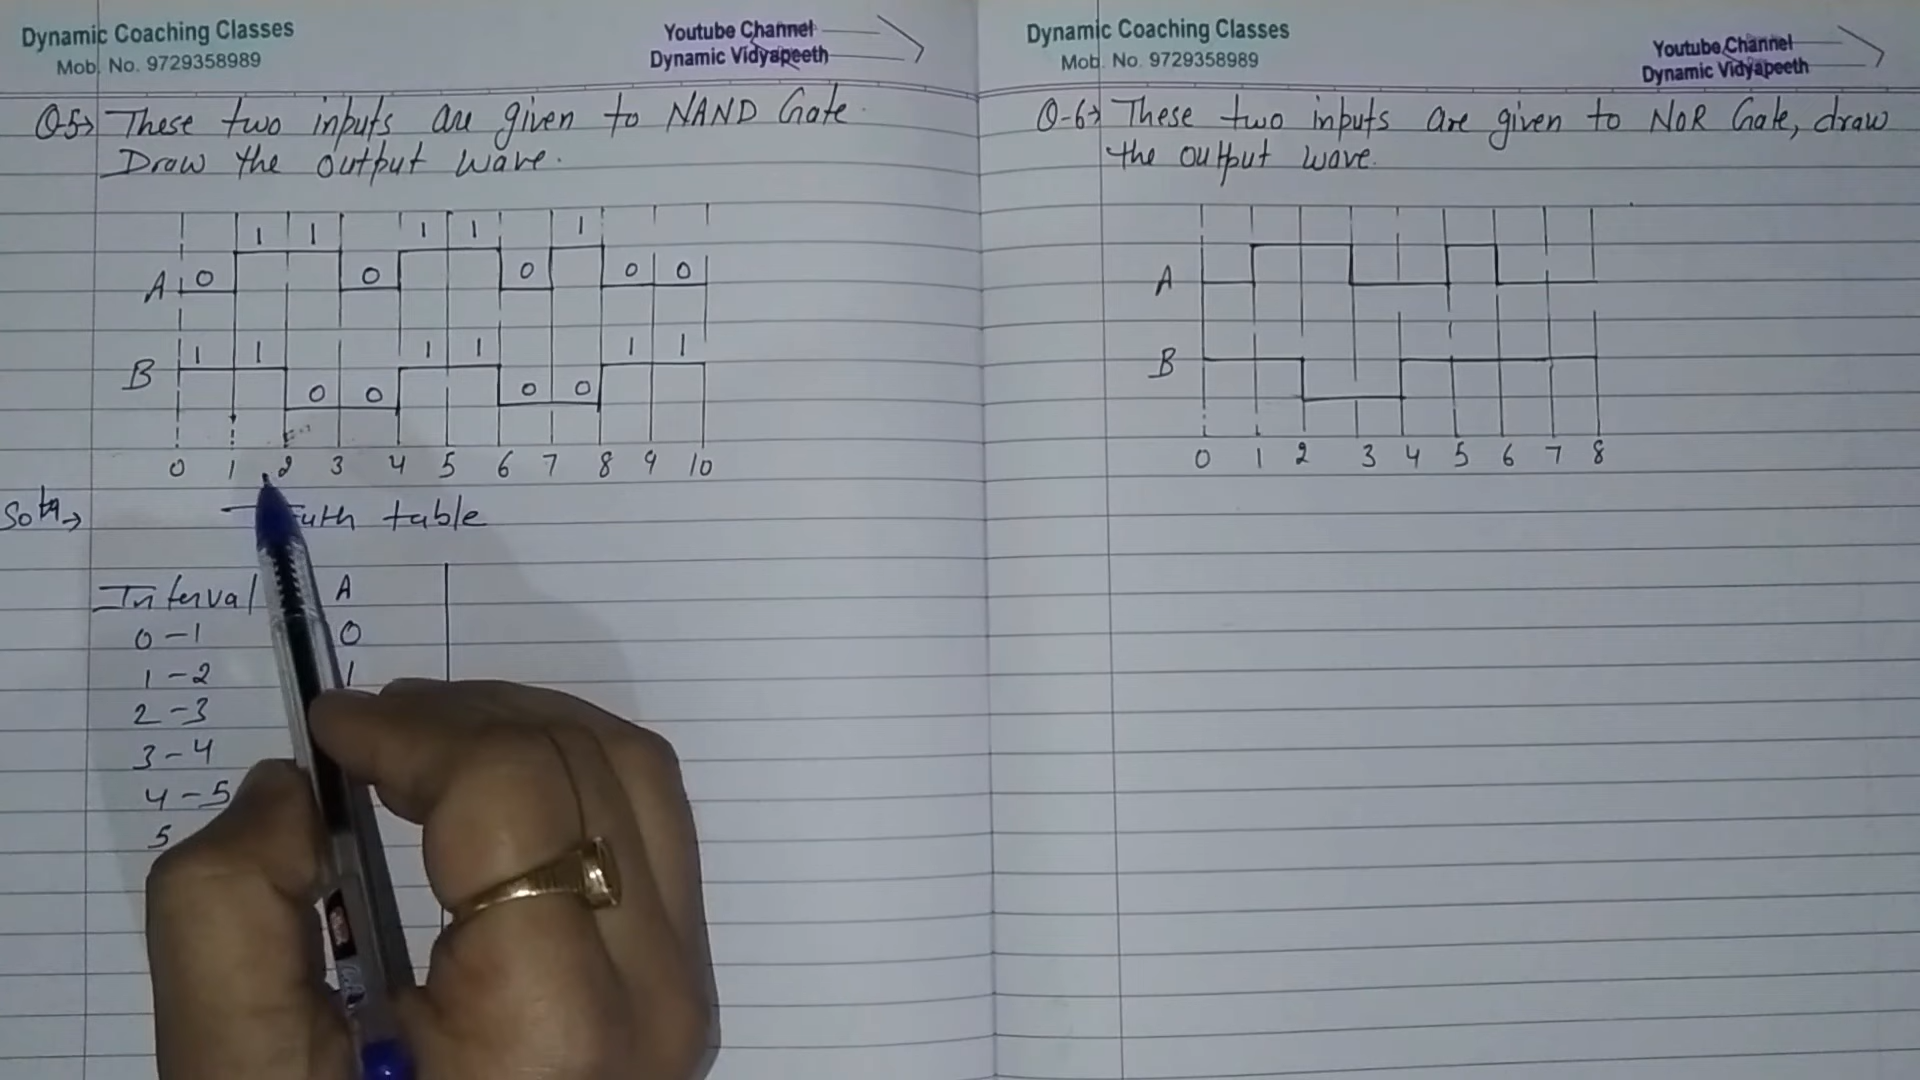 Dynamic Coaching Classes
Mob. No. 9729358989
Youtube Channel
Dynamic Vidyapeeth
Q5→ These two inputs are given to NAND Gate.
Draw the output wave.
1 1 1 1 1
A 0 0 0 0 0
1 1 1 1 1 1
B 0 0 0 0
0 1 2 3 4 5 6 7 8 9 10
Soln→
table
Interval A
0-1 0
1-2 1
2-3
3-4
4-5
5
Dynamic Coaching Classes
Mob. No. 9729358989
Youtube Channel
Dynamic Vidyapeeth
Q-6→ These two inputs are given to NOR Gate, draw
the output wave.
A
B
0 1 2 3 4 5 6 7 8